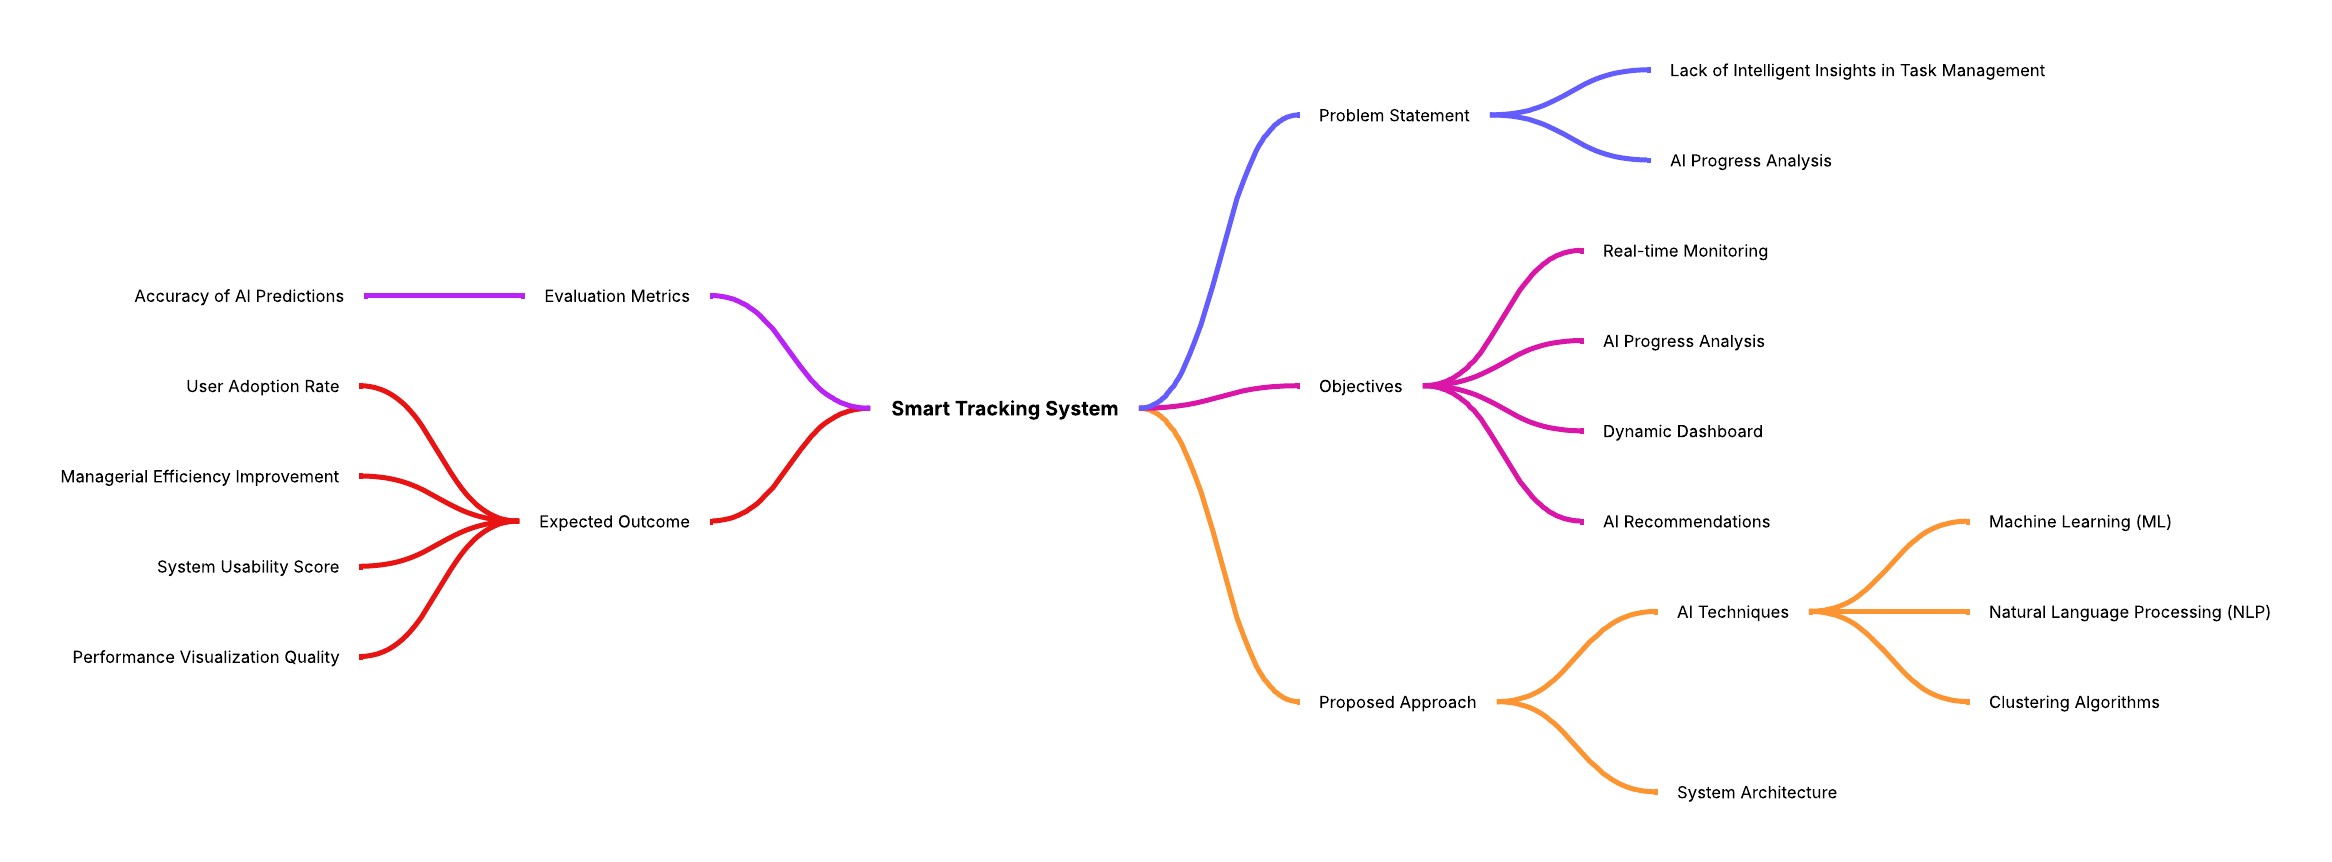 Smart Tracking System
Problem Statement
Lack of Intelligent Insights in Task Management
AI Progress Analysis
Objectives
Real-time Monitoring
AI Progress Analysis
Dynamic Dashboard
AI Recommendations
Proposed Approach
AI Techniques
Machine Learning (ML)
Natural Language Processing (NLP)
Clustering Algorithms
System Architecture
Evaluation Metrics
Accuracy of AI Predictions
Expected Outcome
User Adoption Rate
Managerial Efficiency Improvement
System Usability Score
Performance Visualization Quality